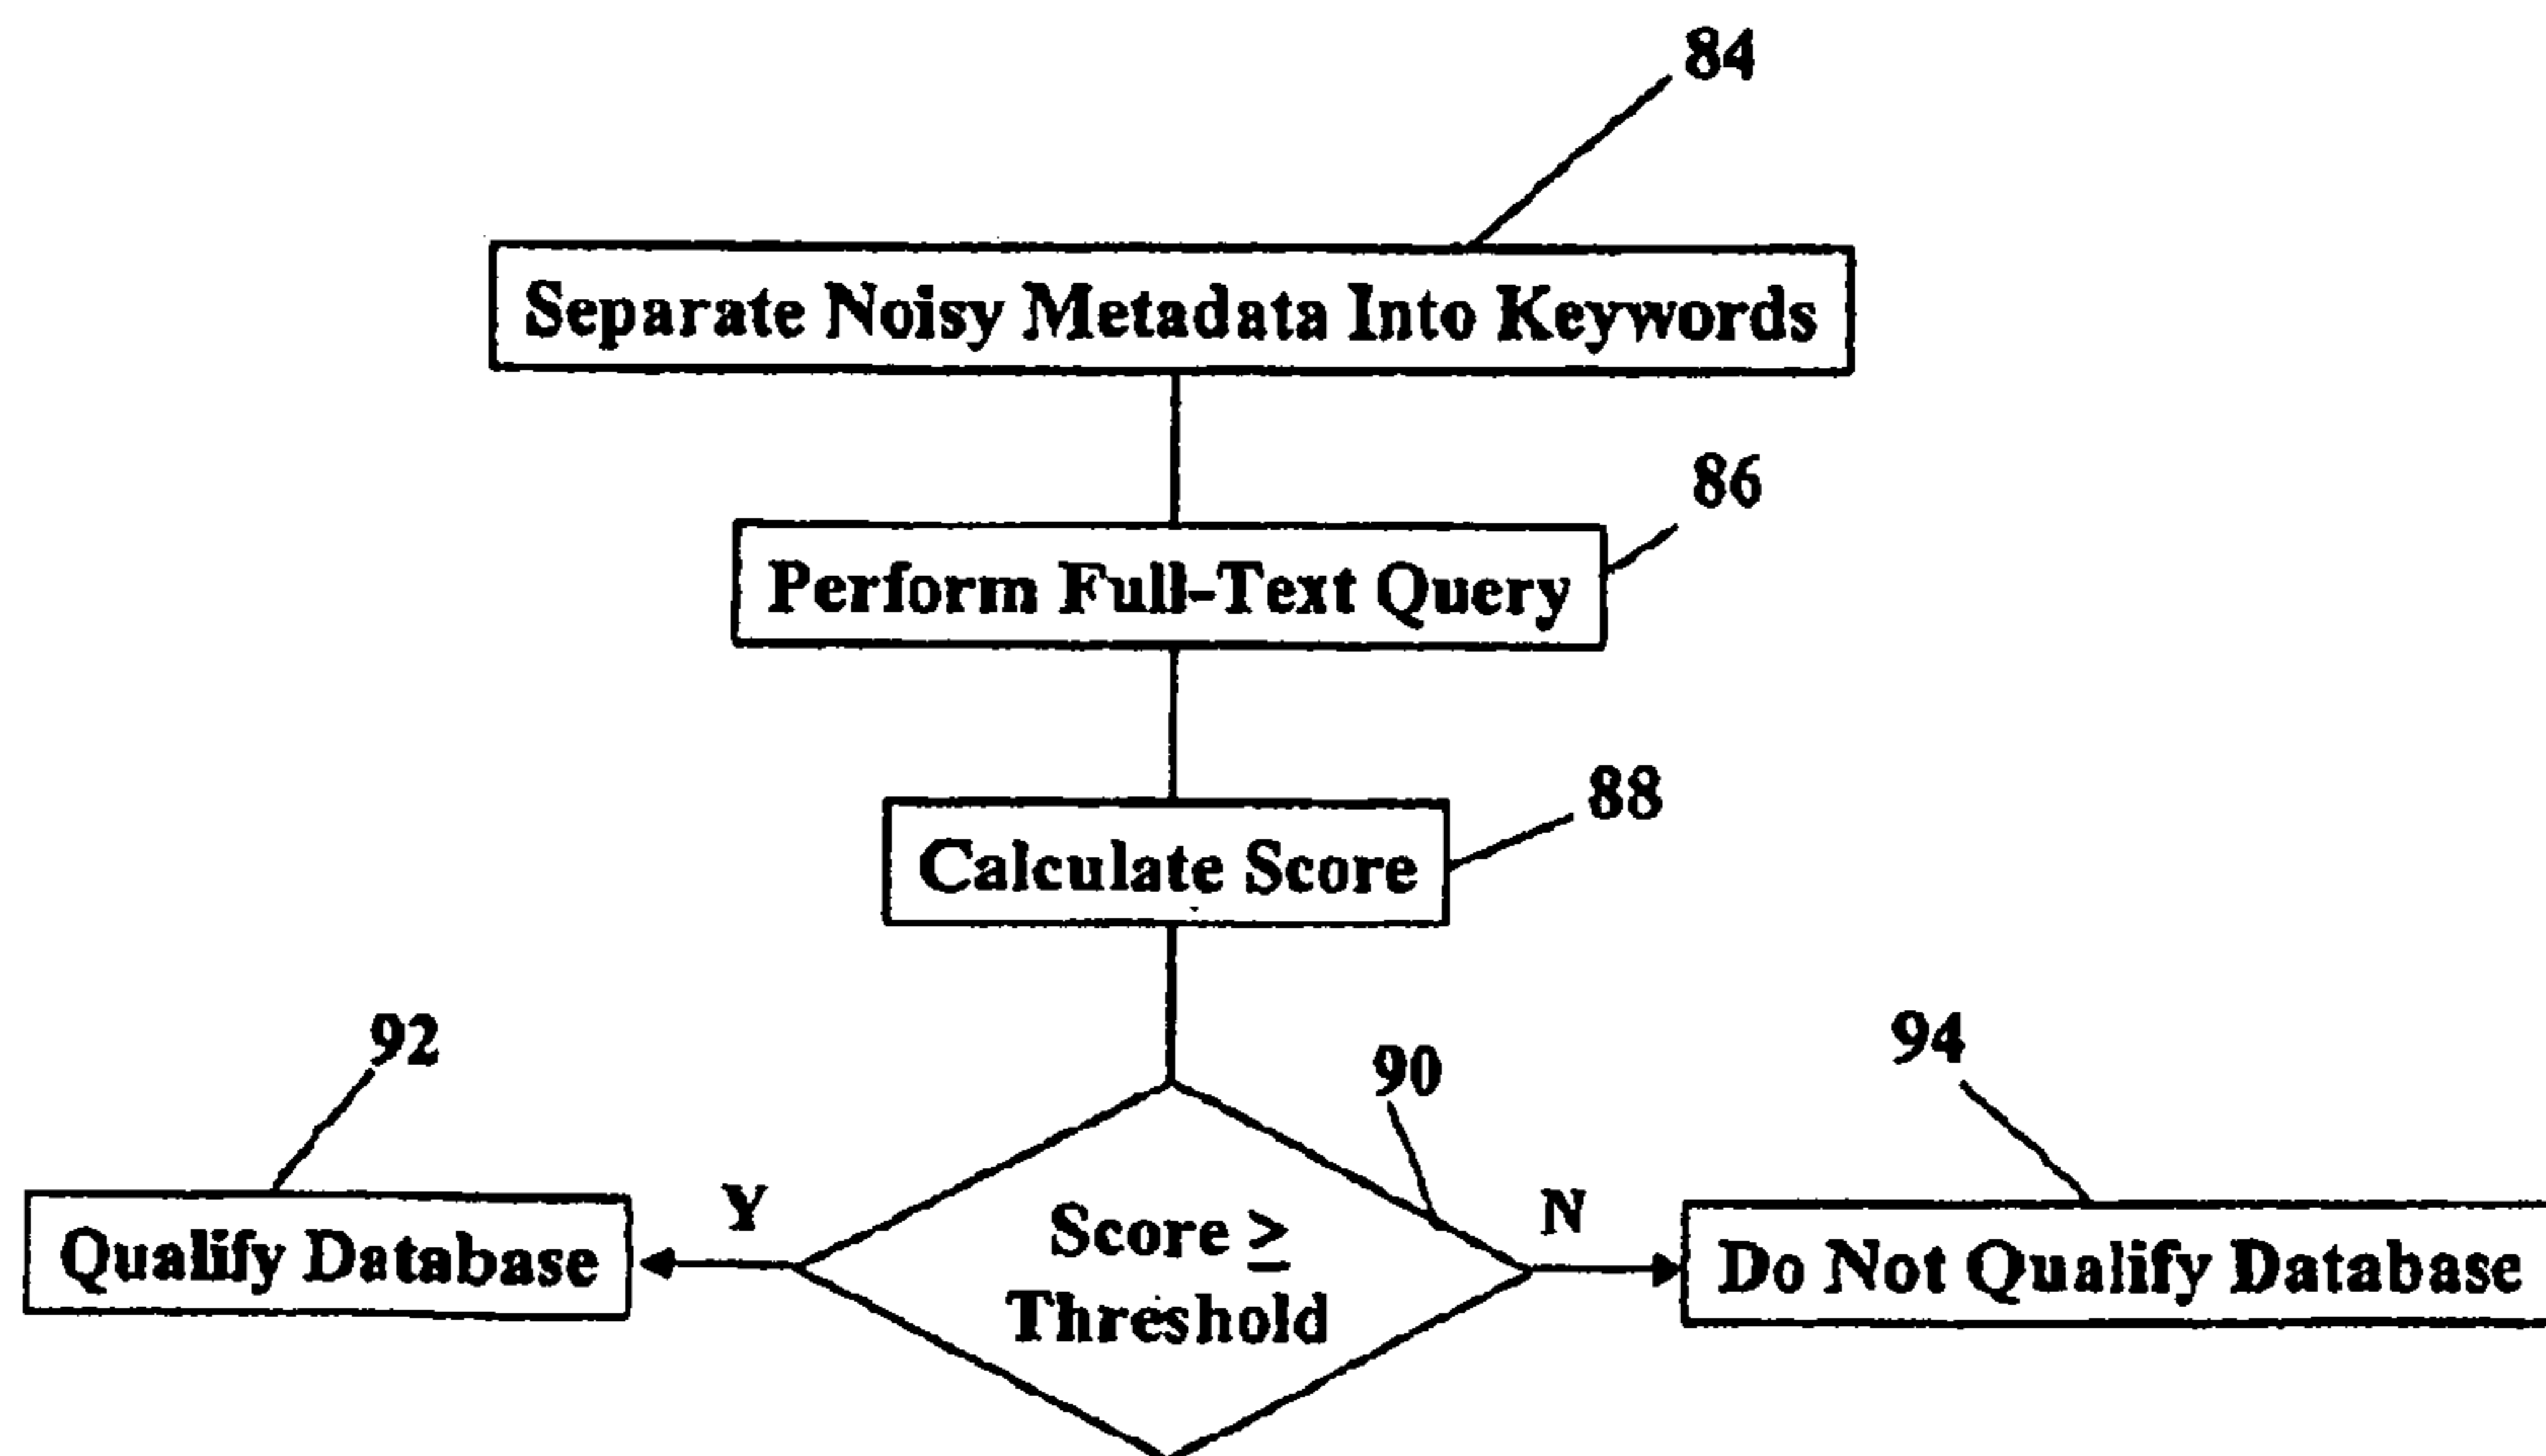 84
Separate Noisy Metadata Into Keywords
86
Perform Full-Text Query
88
Calculate Score
92
90
94
Y
N
Qualify Database
Score ≥
Threshold
Do Not Qualify Database